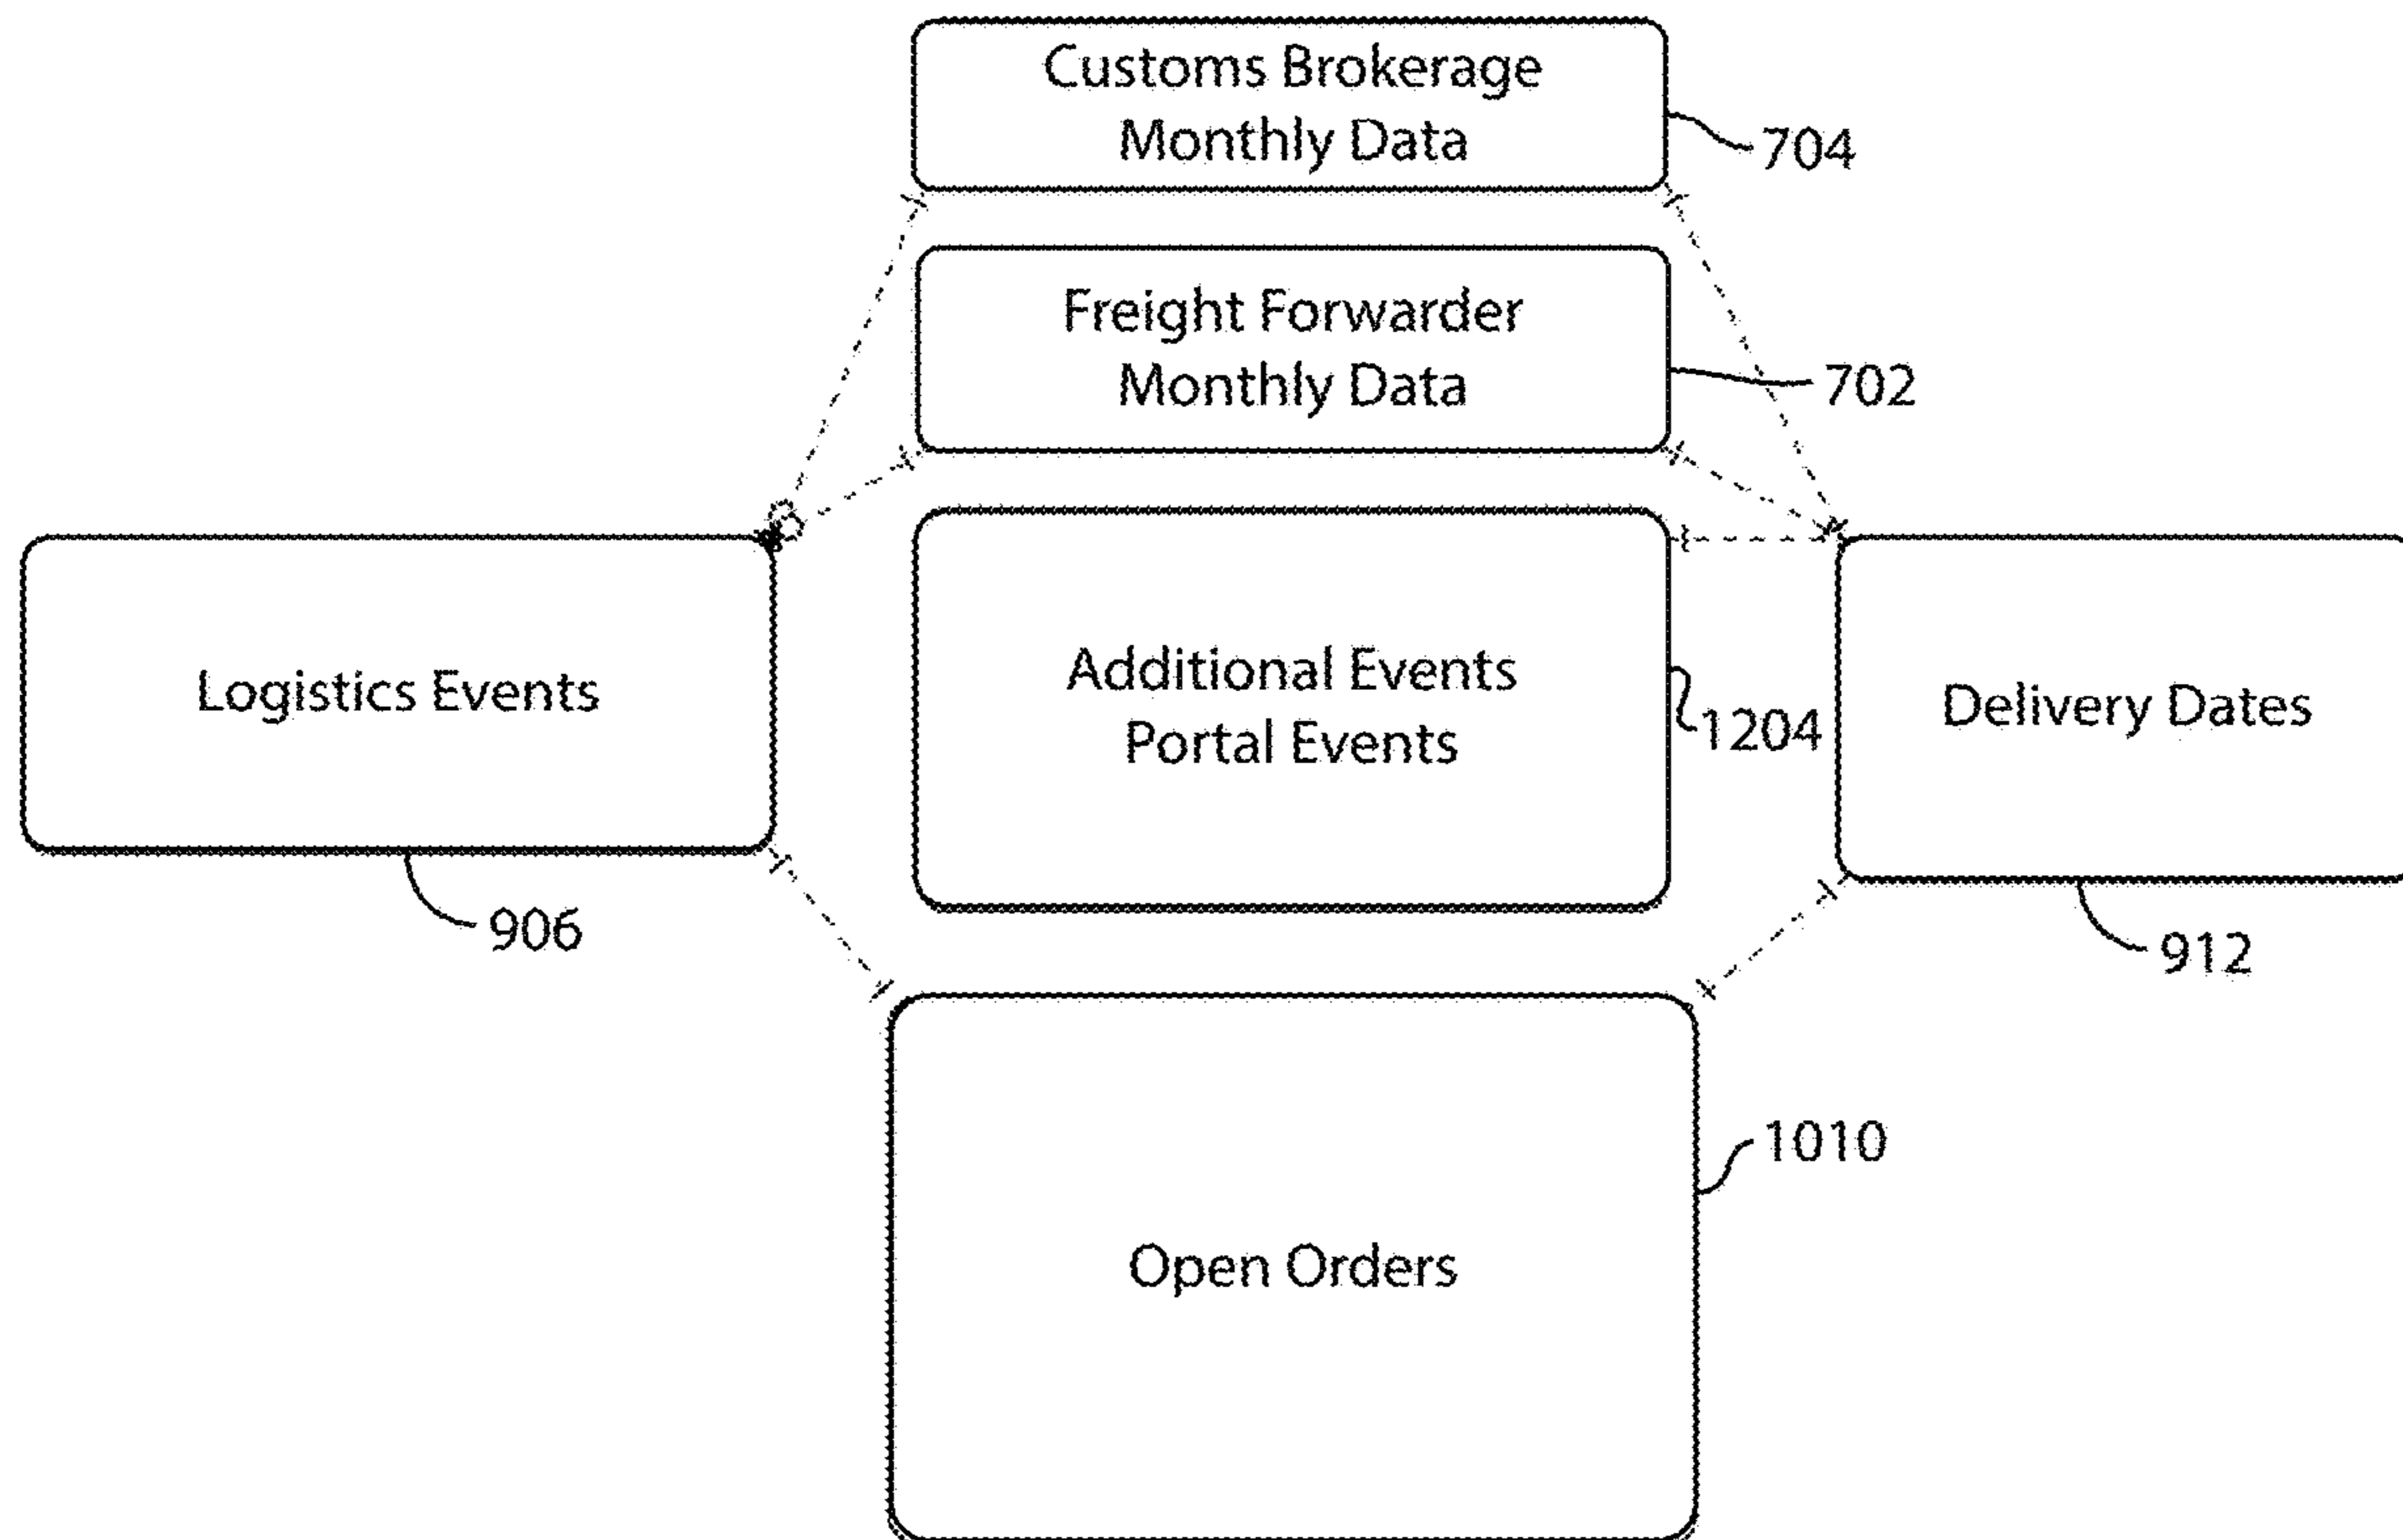 Customs Brokerage
Monthly Data
704
Freight Forwarder
Monthly Data
702
Logistics Events
906
Additional Events
Portal Events
1204
Delivery Dates
912
Open Orders
1010